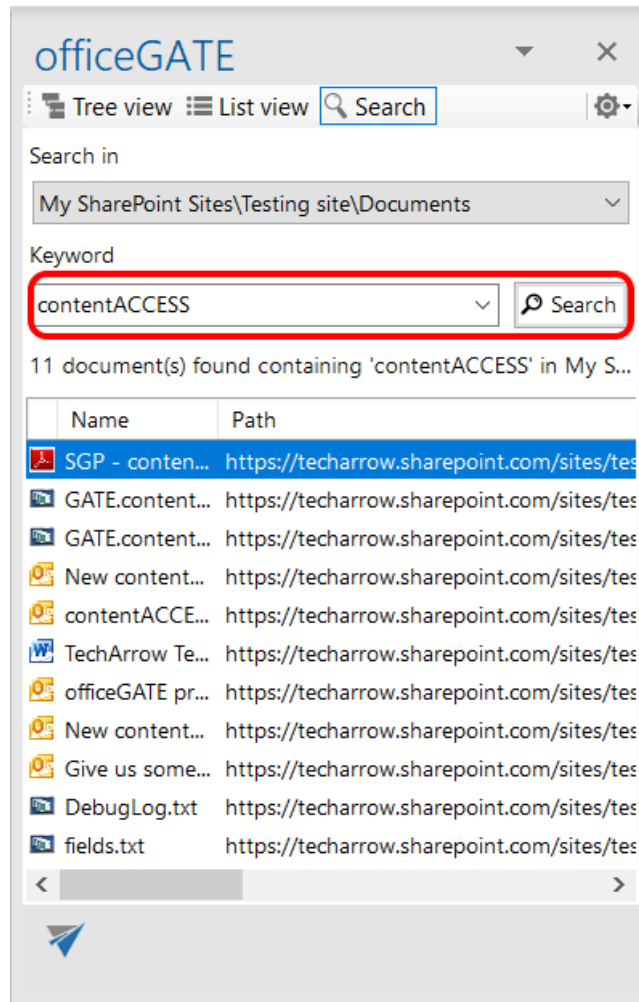 officeGATE
Tree view List view Search
Search in
My SharePoint Sites\Testing site\Documents
Keyword
contentACCESS Search
11 document(s) found containing 'contentACCESS' in My S...
Name Path
SGP - conten... https://techarrow.sharepoint.com/sites/tes
GATE.content... https://techarrow.sharepoint.com/sites/tes
GATE.content... https://techarrow.sharepoint.com/sites/tes
New content... https://techarrow.sharepoint.com/sites/tes
contentACCE... https://techarrow.sharepoint.com/sites/tes
TechArrow Te... https://techarrow.sharepoint.com/sites/tes
officeGATE pr... https://techarrow.sharepoint.com/sites/tes
New content... https://techarrow.sharepoint.com/sites/tes
Give us some... https://techarrow.sharepoint.com/sites/tes
DebugLog.txt https://techarrow.sharepoint.com/sites/tes
fields.txt https://techarrow.sharepoint.com/sites/tes